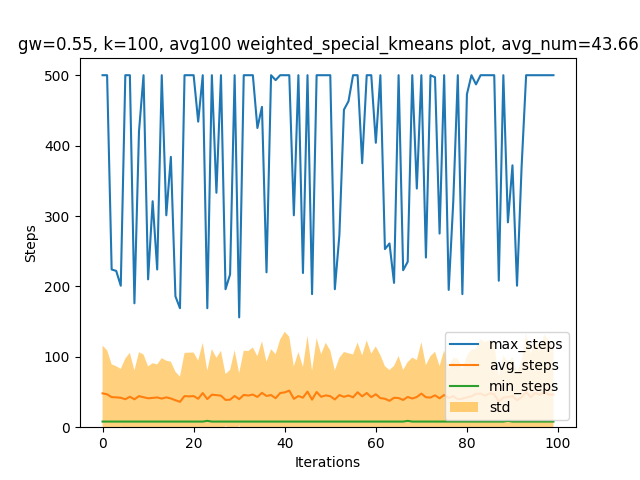 gw=0.55, k=100, avg100 weighted_special_kmeans plot, avg_num=43.66
500
400
300
200
100
0
Steps
0
20
40
60
80
100
Iterations
max_steps
avg_steps
min_steps
std